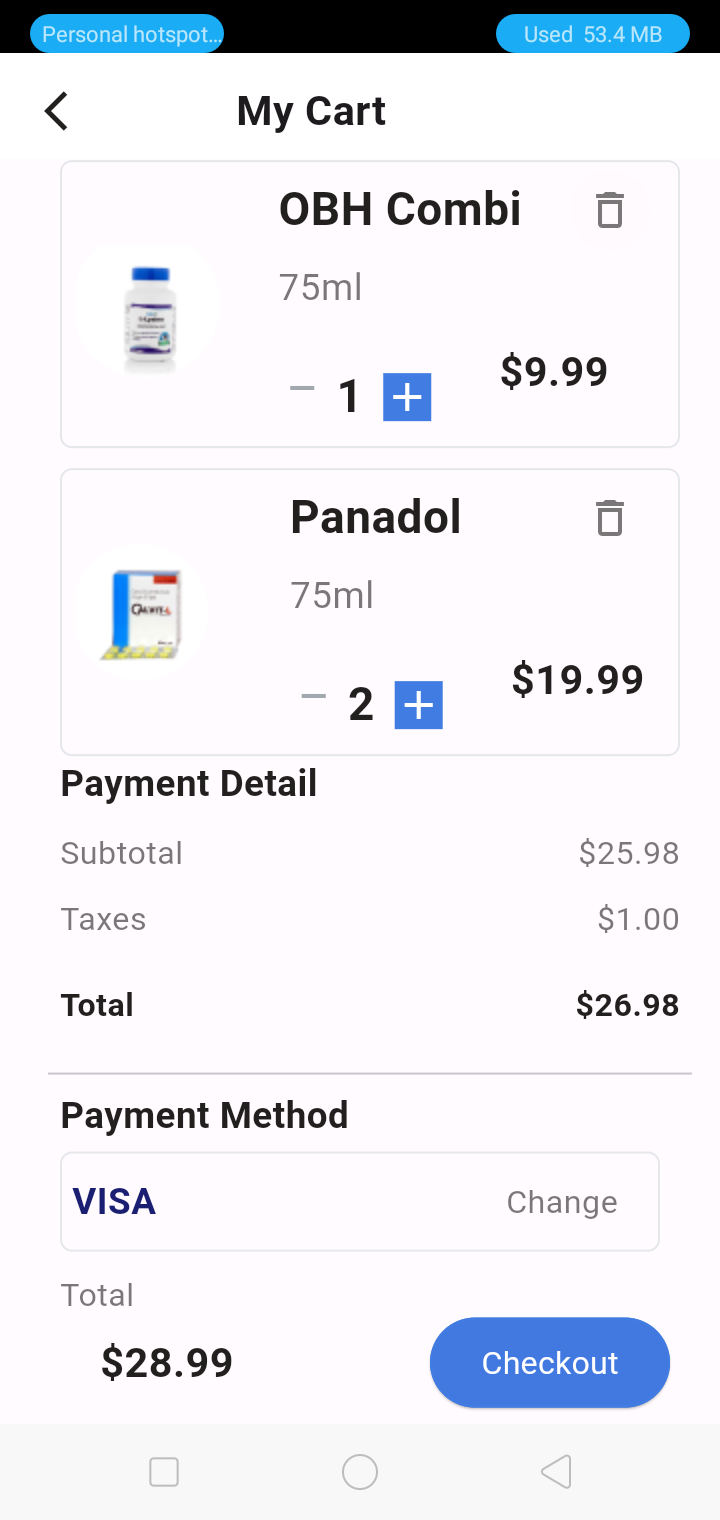 Personal hotspot...
Used 53.4 MB
My Cart
OBH Combi
75ml
1
$9.99
Panadol
75ml
2
$19.99
Payment Detail
Subtotal $25.98
Taxes $1.00
Total $26.98
Payment Method
VISA Change
Total
$28.99
Checkout